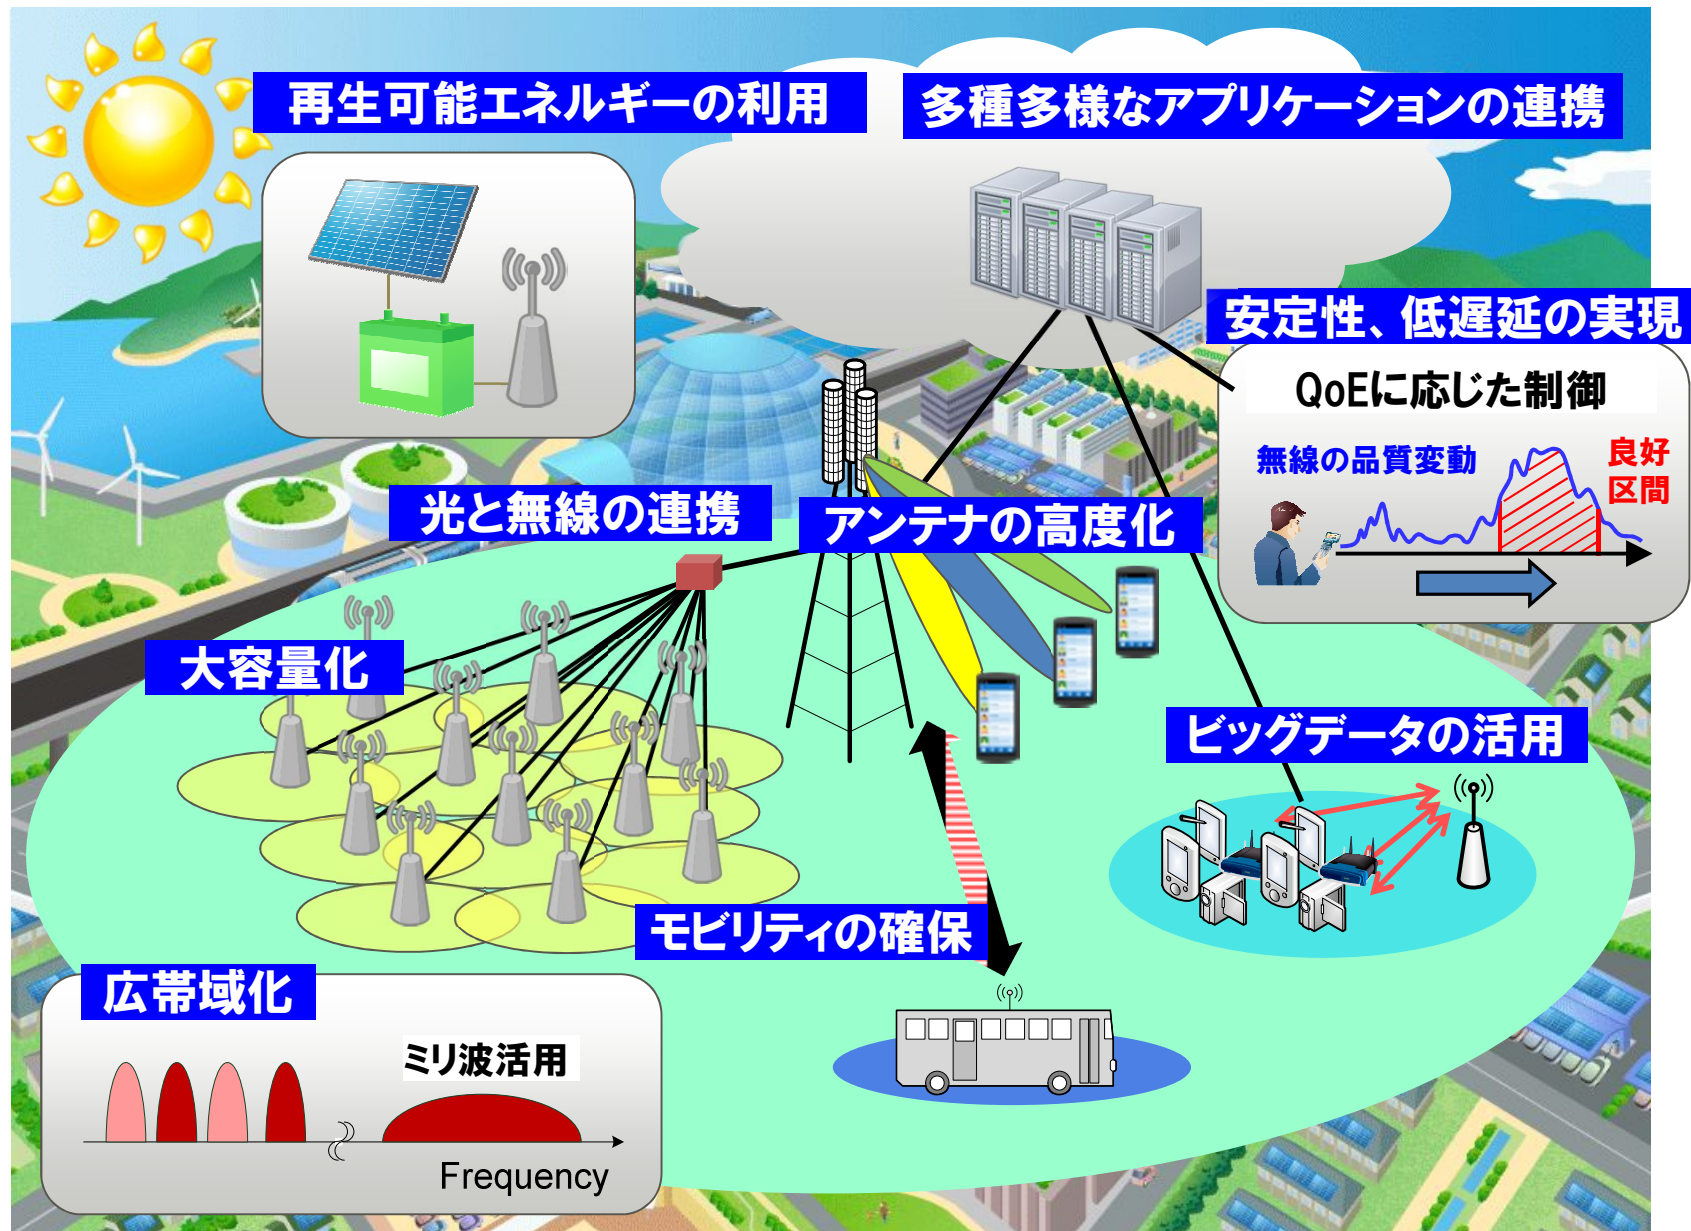 再生可能エネルギーの利用
多種多様なアプリケーションの連携
安定性、低遅延の実現
QoEに応じた制御
無線の品質変動
良好
区間
光と無線の連携
アンテナの高度化
大容量化
ビッグデータの活用
モビリティの確保
広帯域化
ミリ波活用
Frequency